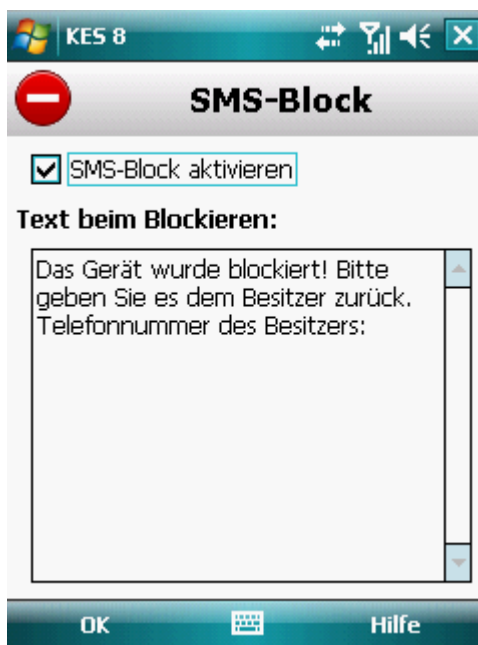 KES 8
SMS-Block
SMS-Block aktivieren
Text beim Blockieren:
Das Gerät wurde blockiert! Bitte
geben Sie es dem Besitzer zurück.
Telefonnummer des Besitzers:
OK
Hilfe